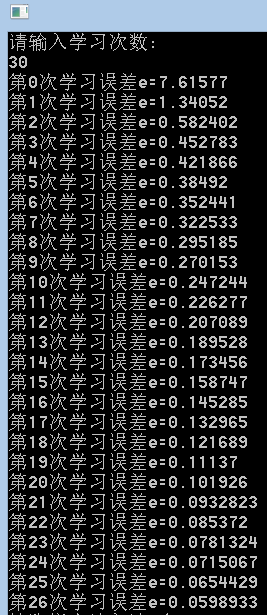 请输入学习次数:
30
第0次学习误差e=7.61577
第1次学习误差e=1.34052
第2次学习误差e=0.582402
第3次学习误差e=0.452783
第4次学习误差e=0.421866
第5次学习误差e=0.38492
第6次学习误差e=0.352441
第7次学习误差e=0.322533
第8次学习误差e=0.295185
第9次学习误差e=0.270153
第10次学习误差e=0.247244
第11次学习误差e=0.226277
第12次学习误差e=0.207089
第13次学习误差e=0.189528
第14次学习误差e=0.173456
第15次学习误差e=0.158747
第16次学习误差e=0.145285
第17次学习误差e=0.132965
第18次学习误差e=0.121689
第19次学习误差e=0.11137
第20次学习误差e=0.101926
第21次学习误差e=0.0932823
第22次学习误差e=0.085372
第23次学习误差e=0.0781324
第24次学习误差e=0.0715067
第25次学习误差e=0.0654429
第26次学习误差e=0.0598933